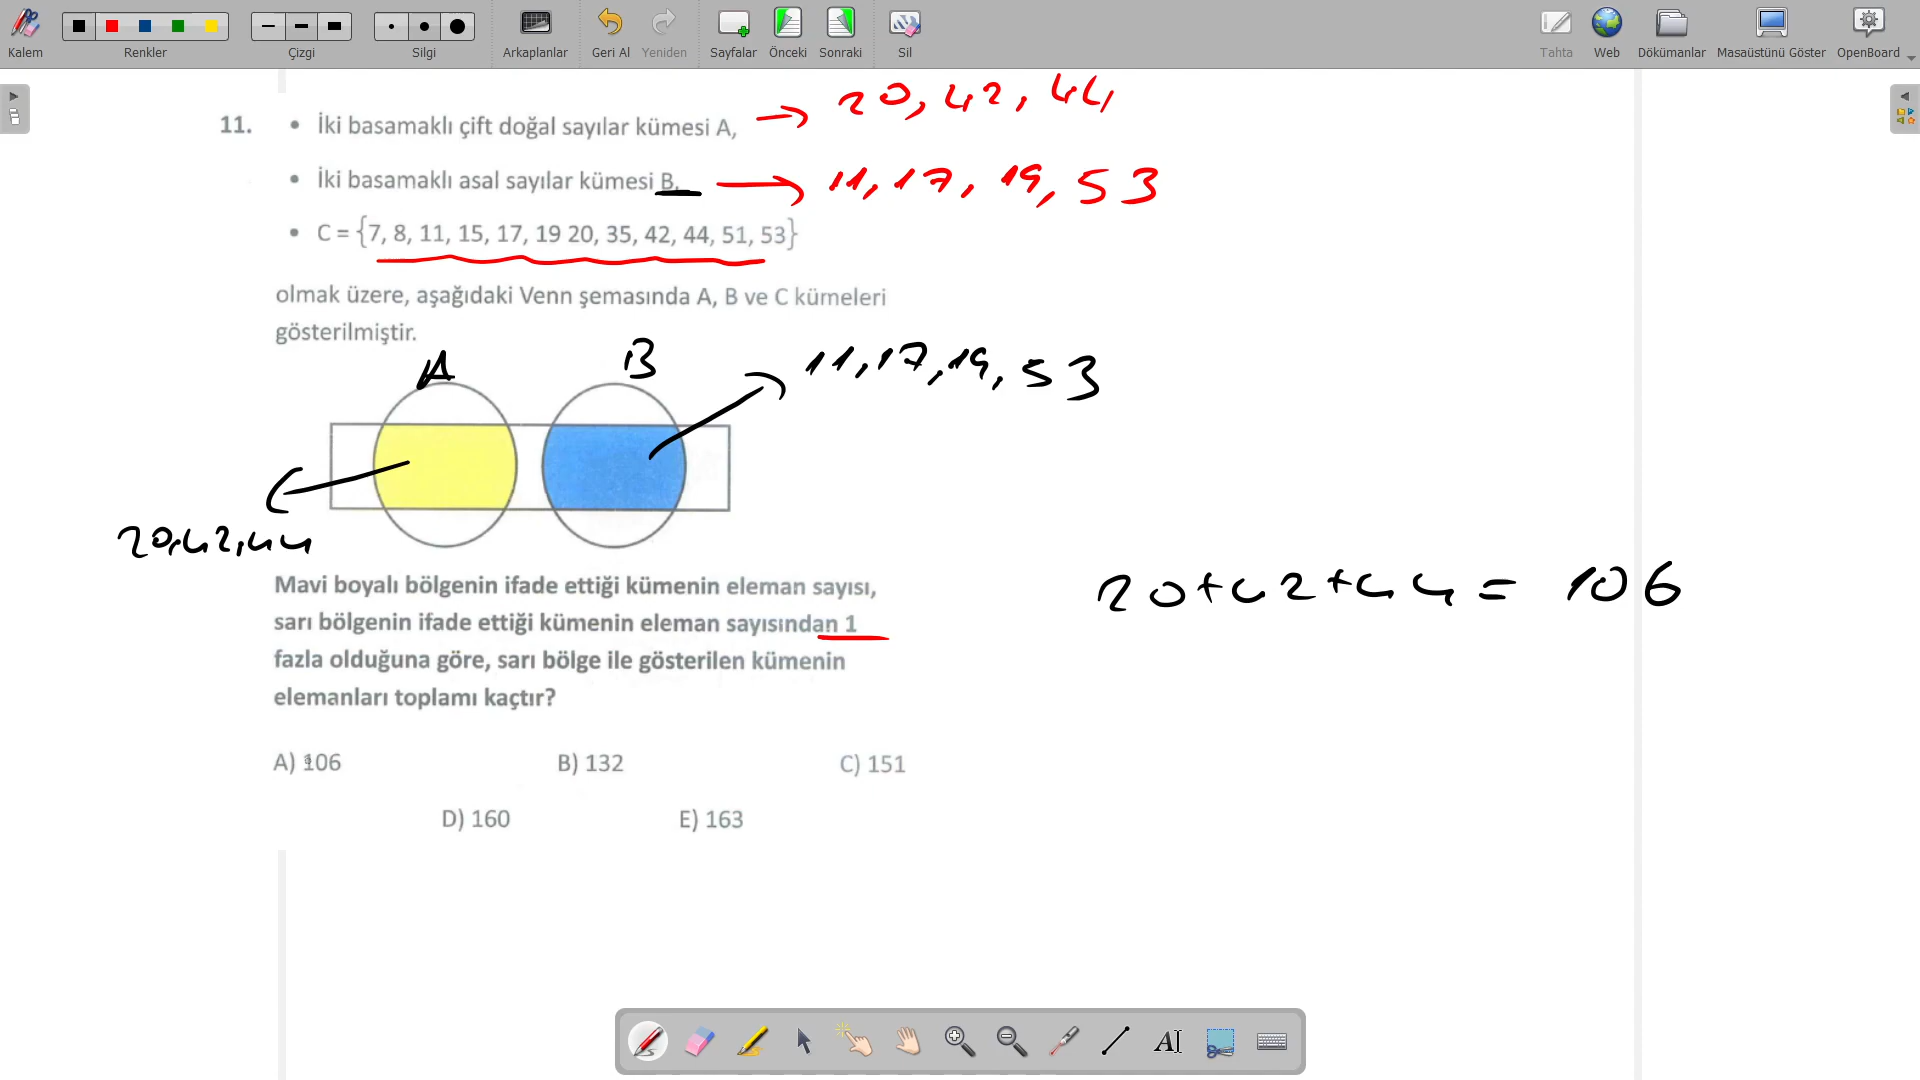 Kalem Renkler Çizgi Silgi Arkaplanlar Geri Al Yeniden Sayfalar Önceki Sonraki Sil Tahta Web Dökümanlar Masaüstünü Göster OpenBoard
11. • İki basamaklı çift doğal sayılar kümesi A, → 20, 42, 44,
• İki basamaklı asal sayılar kümesi B, → 11, 17, 19, 53
• C = {7, 8, 11, 15, 17, 19 20, 35, 42, 44, 51, 53}
olmak üzere, aşağıdaki Venn şemasında A, B ve C kümeleri
gösterilmiştir.
A B 11, 17, 19, 53
20, 42, 44
Mavi boyalı bölgenin ifade ettiği kümenin eleman sayısı,
sarı bölgenin ifade ettiği kümenin eleman sayısından 1
fazla olduğuna göre, sarı bölge ile gösterilen kümenin
elemanları toplamı kaçtır?
20+42+44 = 106
A) 106 B) 132 C) 151
D) 160 E) 163